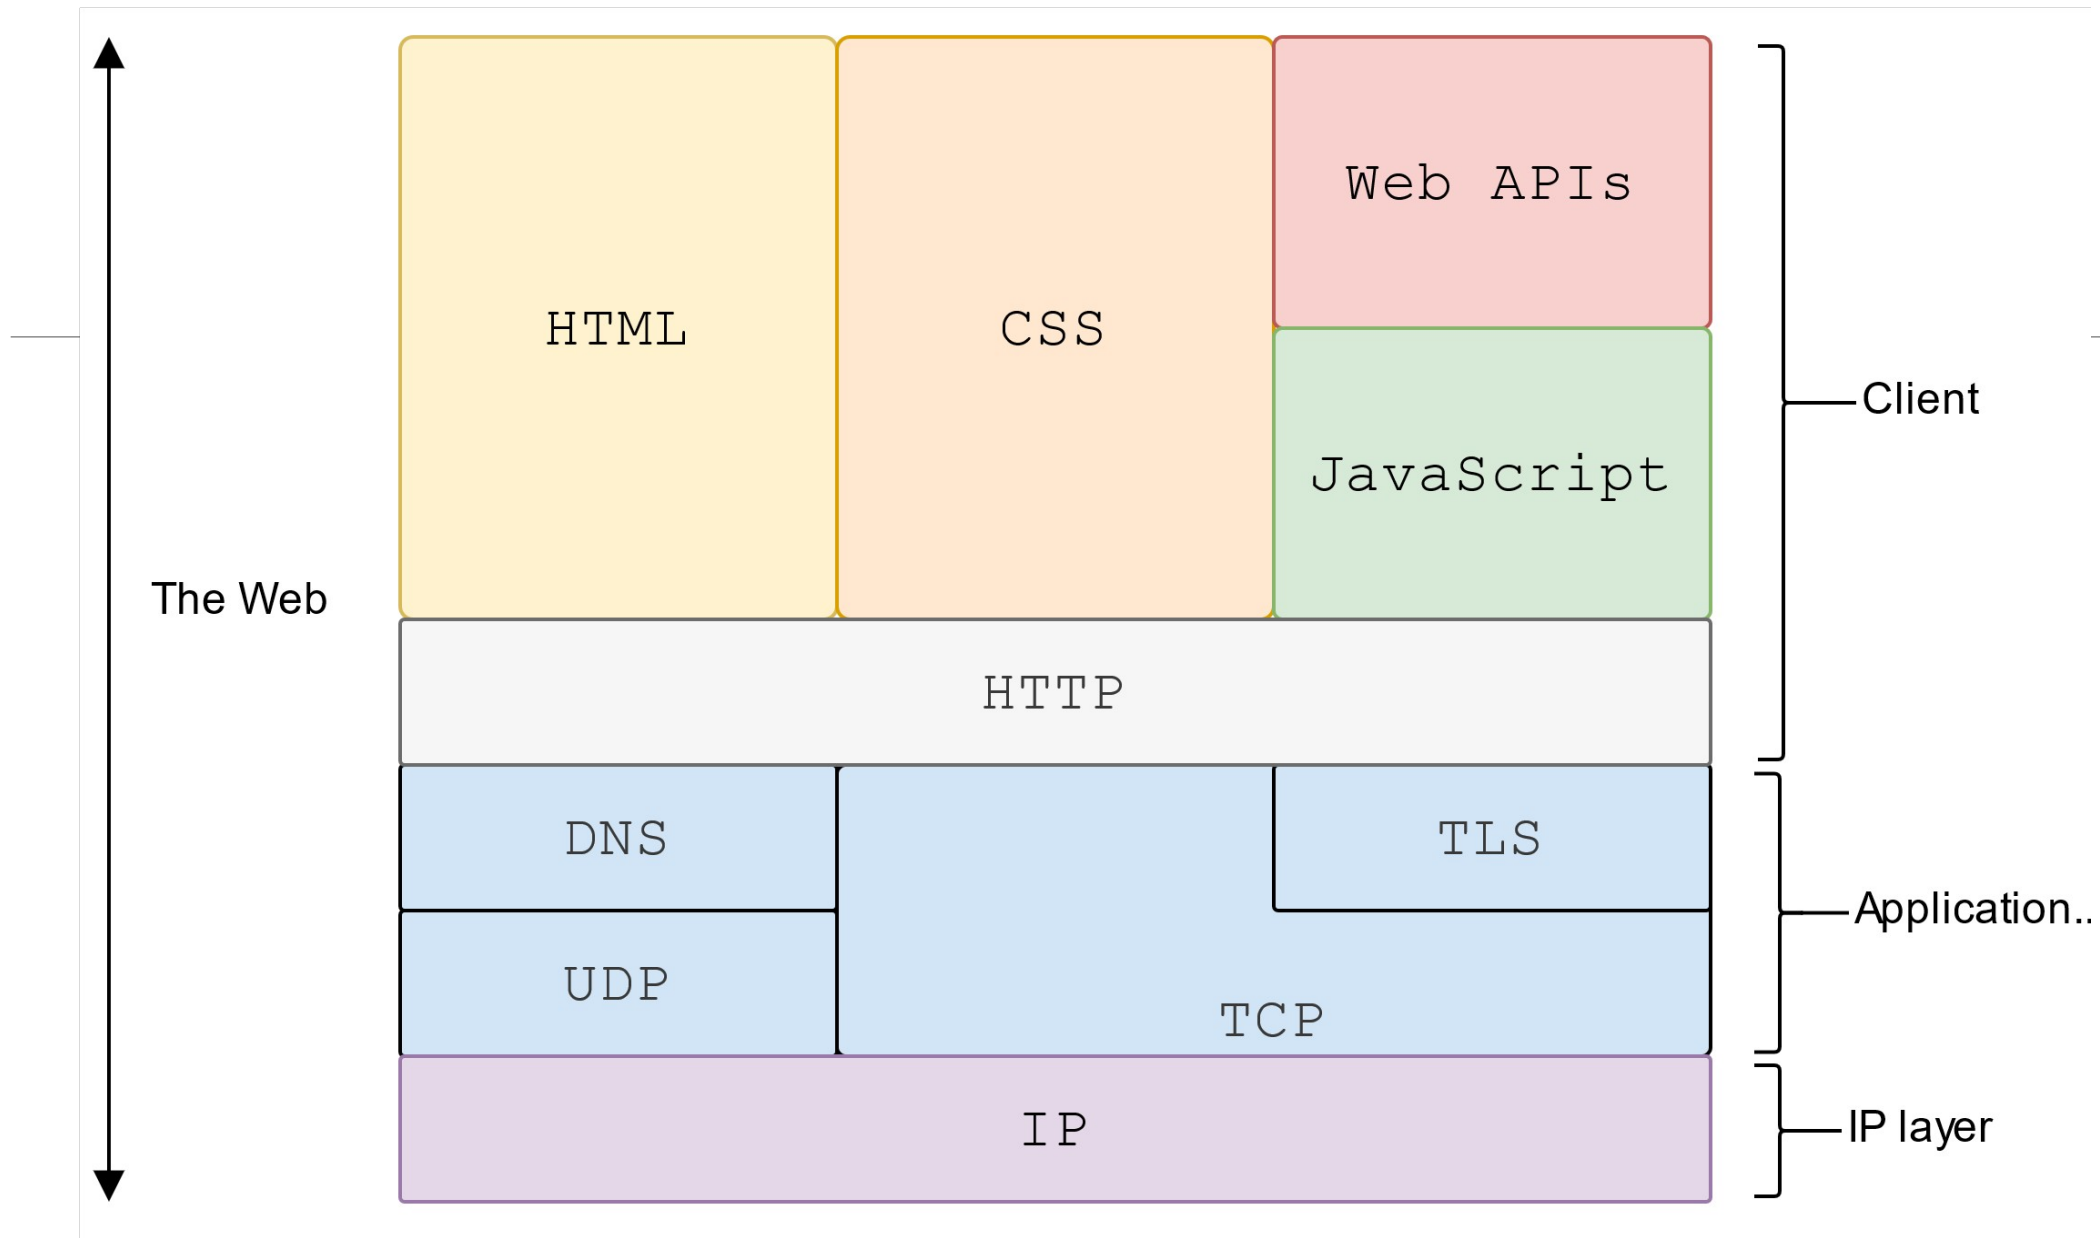 Web APIs
HTML
CSS
Client
JavaScript
The Web
HTTP
DNS
TLS
Application..
UDP
TCP
IP
IP layer